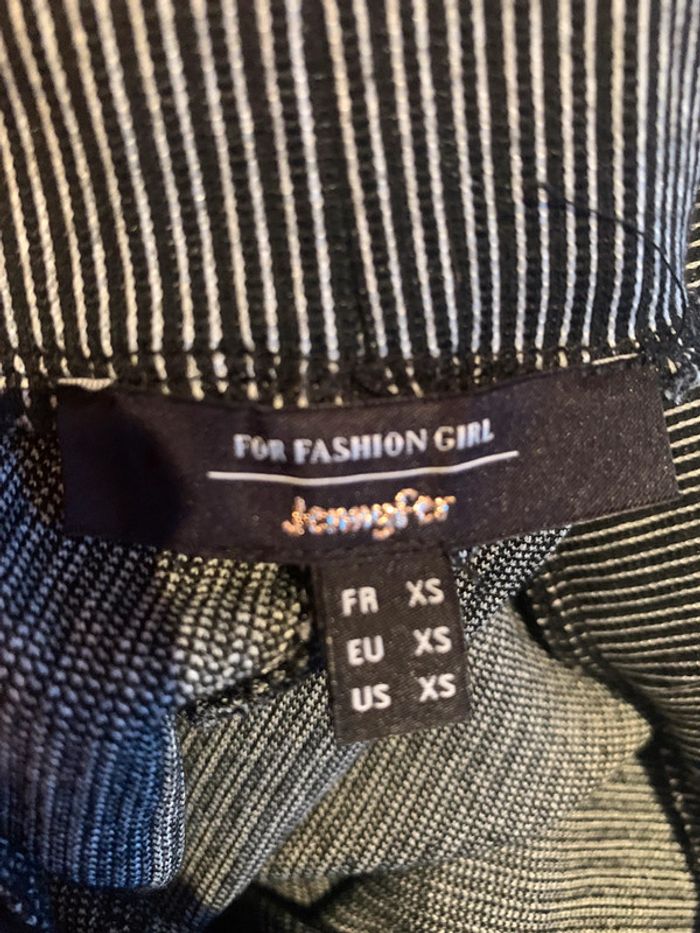 FOR FASHION GIRL
Jennyfer
FR XS
EU XS
US XS